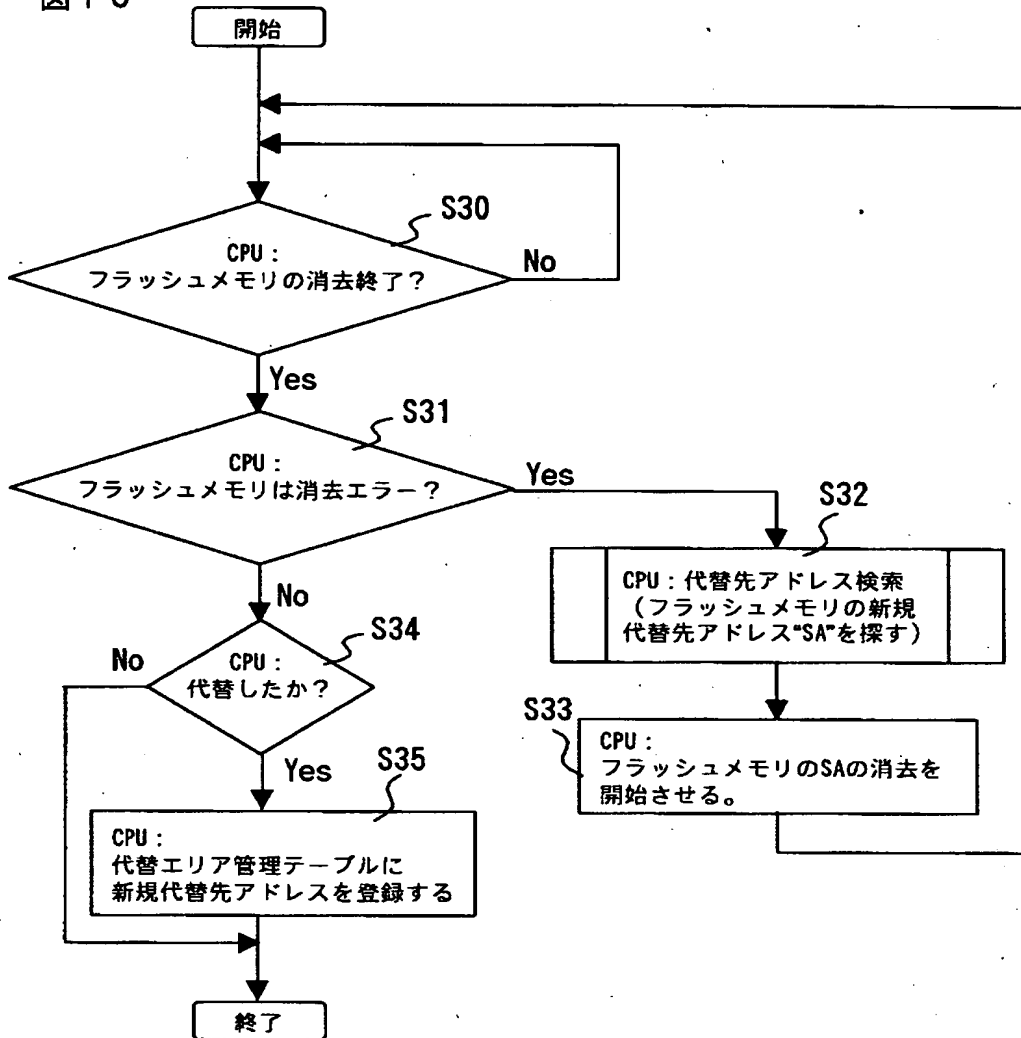 開始
S30
CPU：
フラッシュメモリの消去終了？
No
Yes
S31
CPU：
フラッシュメモリは消去エラー？
Yes
S32
CPU：代替先アドレス検索
（フラッシュメモリの新規
代替先アドレス“SA”を探す）
No
S34
No
CPU：
代替したか？
S33
CPU：
フラッシュメモリのSAの消去を
開始させる。
Yes
S35
CPU：
代替エリア管理テーブルに
新規代替先アドレスを登録する
終了